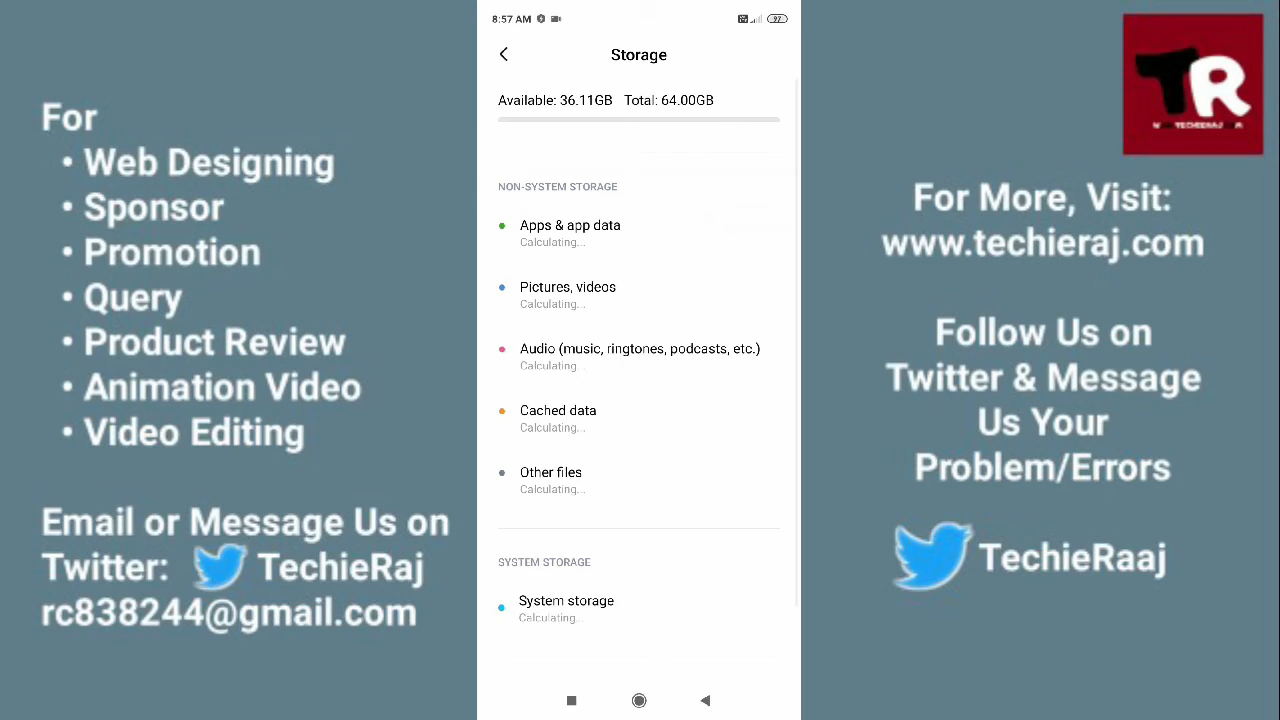 For
• Web Designing
• Sponsor
• Promotion
• Query
• Product Review
• Animation Video
• Video Editing
Email or Message Us on
Twitter: TechieRaj
rc838244@gmail.com
8:57 AM
97
Storage
Available: 36.11GB Total: 64.00GB
NON-SYSTEM STORAGE
Apps & app data
Calculating...
Pictures, videos
Calculating...
Audio (music, ringtones, podcasts, etc.)
Calculating...
Cached data
Calculating...
Other files
Calculating...
SYSTEM STORAGE
System storage
Calculating...
TR
For More, Visit:
www.techieraj.com
Follow Us on
Twitter & Message
Us Your
Problem/Errors
TechieRaaj